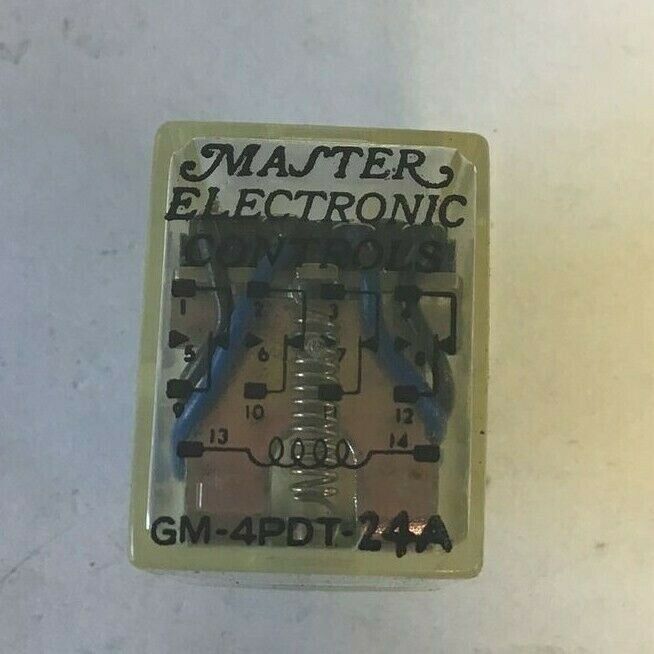 MASTER
ELECTRONIC
CONTROLS
1 2 3 4
5 6 7 8
9 10 11 12
13 14
GM-4PDT-24A